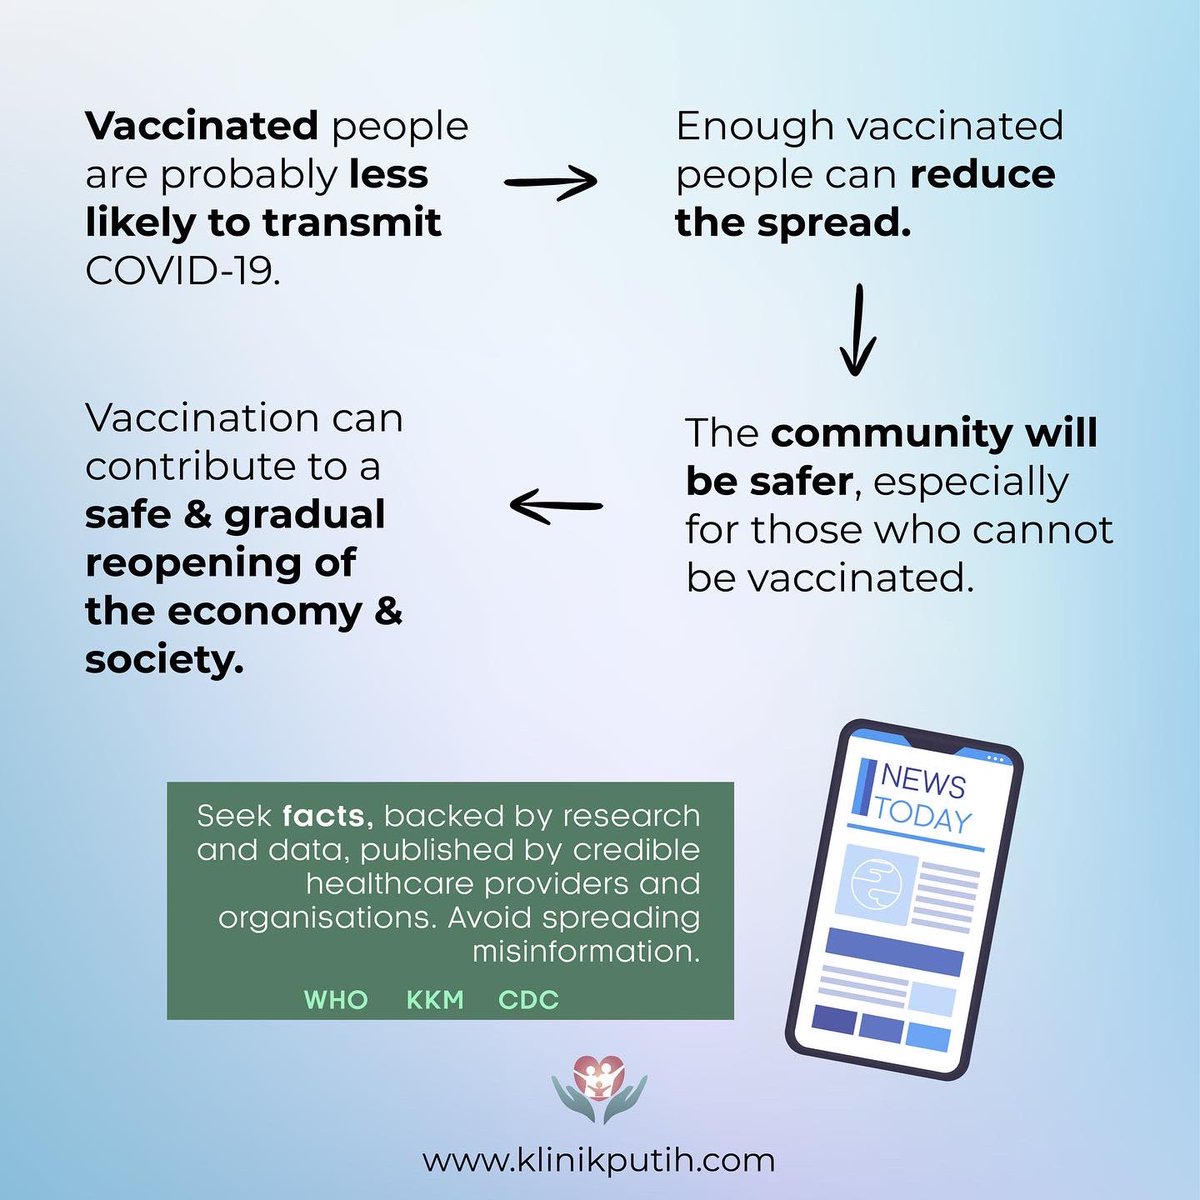 Vaccinated people
are probably less
likely to transmit
COVID-19.
Enough vaccinated
people can reduce
the spread.
The community will
be safer, especially
for those who cannot
be vaccinated.
Vaccination can
contribute to a
safe & gradual
reopening of
the economy &
society.
Seek facts, backed by research
and data, published by credible
healthcare providers and
organisations. Avoid spreading
misinformation.
WHO KKM CDC
NEWS
TODAY
www.klinikputih.com